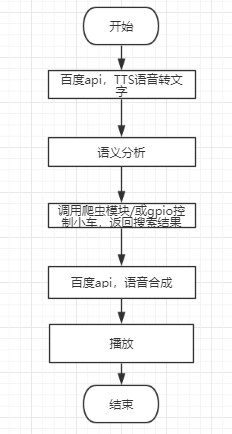 开始
百度api，TTS语音转文
字
语义分析
调用爬虫模块/或gpio控
制小车，返回搜索结果
百度api，语音合成
播放
结束